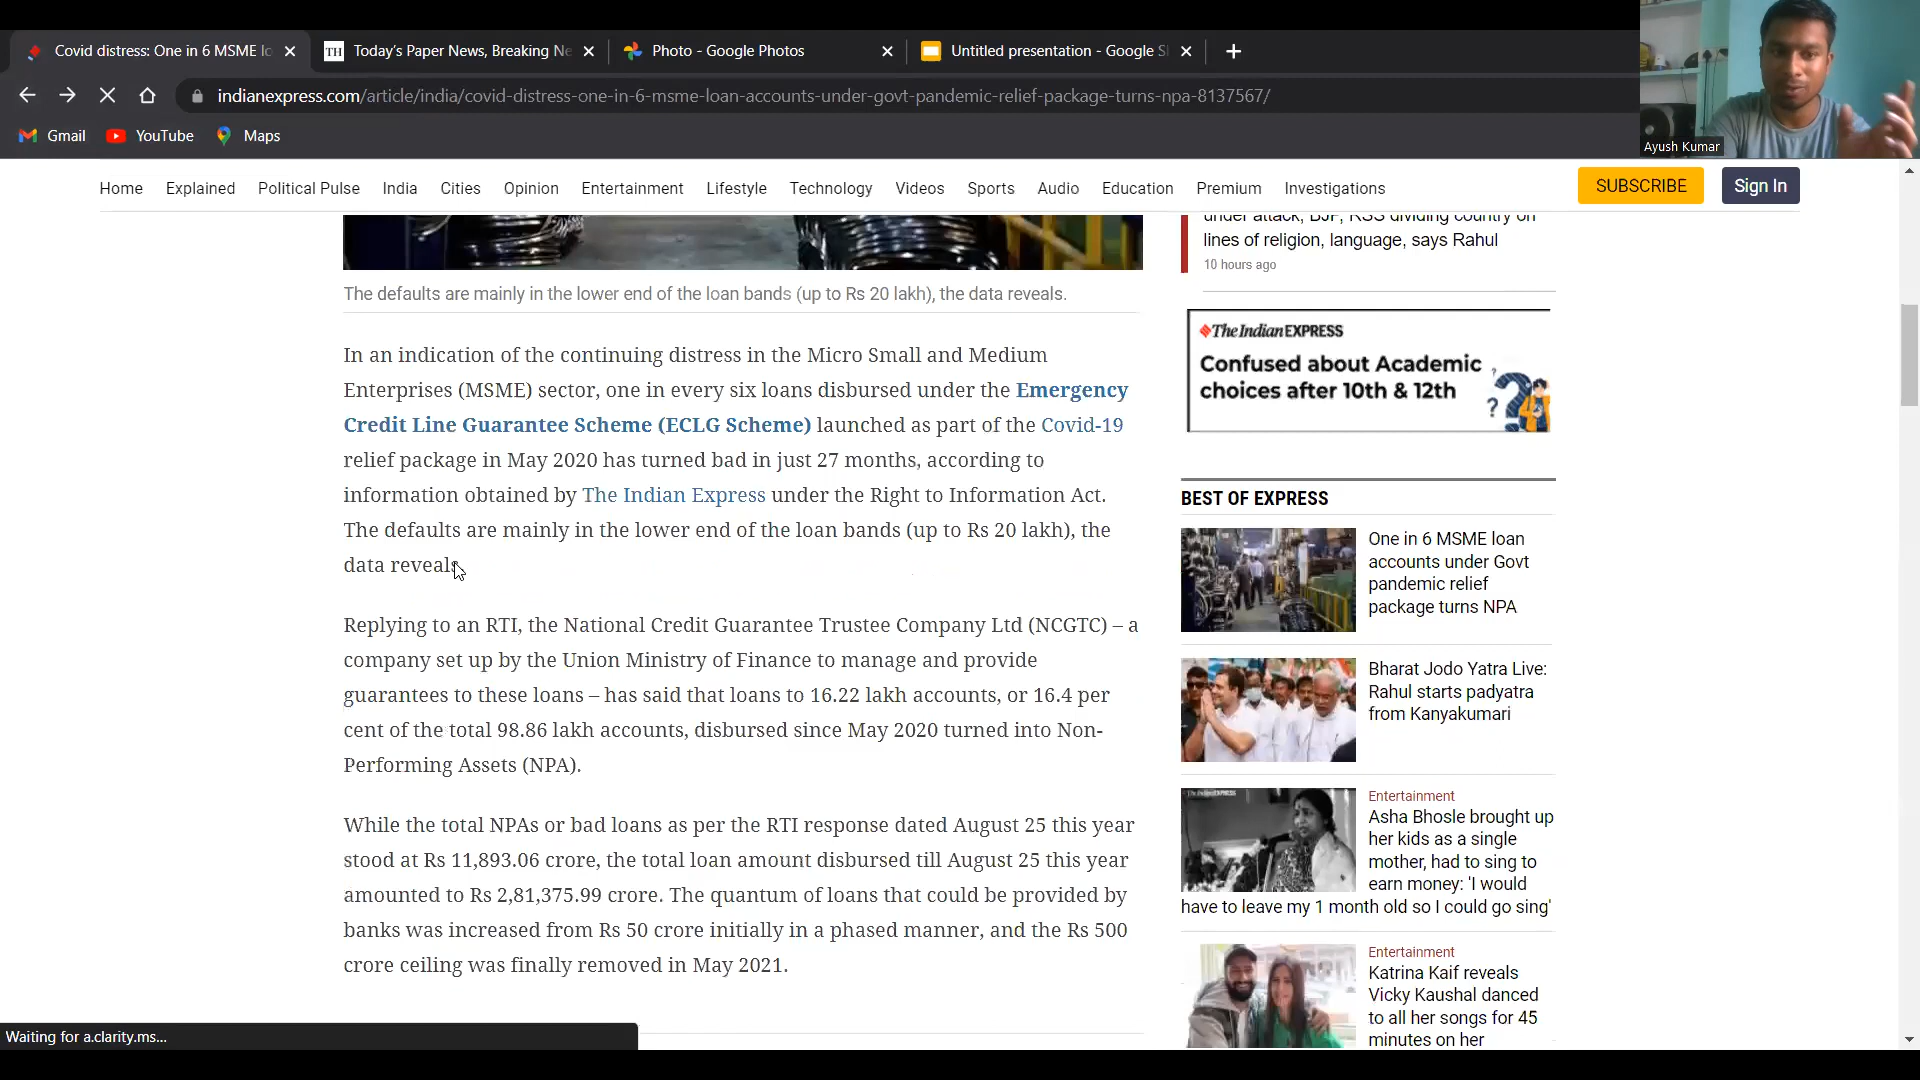 Covid distress: One in 6 MSME lo
Today's Paper News, Breaking Ne
Photo - Google Photos
Untitled presentation - Google Sl
indianexpress.com/article/india/covid-distress-one-in-6-msme-loan-accounts-under-govt-pandemic-relief-package-turns-npa-8137567/
Gmail YouTube Maps
Ayush Kumar
Home Explained Political Pulse India Cities Opinion Entertainment Lifestyle Technology Videos Sports Audio Education Premium Investigations
SUBSCRIBE
Sign In
The defaults are mainly in the lower end of the loan bands (up to Rs 20 lakh), the data reveals.
In an indication of the continuing distress in the Micro Small and Medium
Enterprises (MSME) sector, one in every six loans disbursed under the Emergency
Credit Line Guarantee Scheme (ECLG Scheme) launched as part of the Covid-19
relief package in May 2020 has turned bad in just 27 months, according to
information obtained by The Indian Express under the Right to Information Act.
The defaults are mainly in the lower end of the loan bands (up to Rs 20 lakh), the
data reveals.
Replying to an RTI, the National Credit Guarantee Trustee Company Ltd (NCGTC) – a
company set up by the Union Ministry of Finance to manage and provide
guarantees to these loans – has said that loans to 16.22 lakh accounts, or 16.4 per
cent of the total 98.86 lakh accounts, disbursed since May 2020 turned into Non-
Performing Assets (NPA).
While the total NPAs or bad loans as per the RTI response dated August 25 this year
stood at Rs 11,893.06 crore, the total loan amount disbursed till August 25 this year
amounted to Rs 2,81,375.99 crore. The quantum of loans that could be provided by
banks was increased from Rs 50 crore initially in a phased manner, and the Rs 500
crore ceiling was finally removed in May 2021.
under attack, BJP, RSS dividing country on
lines of religion, language, says Rahul
10 hours ago
The Indian EXPRESS
Confused about Academic
choices after 10th & 12th
BEST OF EXPRESS
One in 6 MSME loan
accounts under Govt
pandemic relief
package turns NPA
Bharat Jodo Yatra Live:
Rahul starts padyatra
from Kanyakumari
Entertainment
Asha Bhosle brought up
her kids as a single
mother, had to sing to
earn money: 'I would
have to leave my 1 month old so I could go sing'
Entertainment
Katrina Kaif reveals
Vicky Kaushal danced
to all her songs for 45
minutes on her
Waiting for a.clarity.ms...